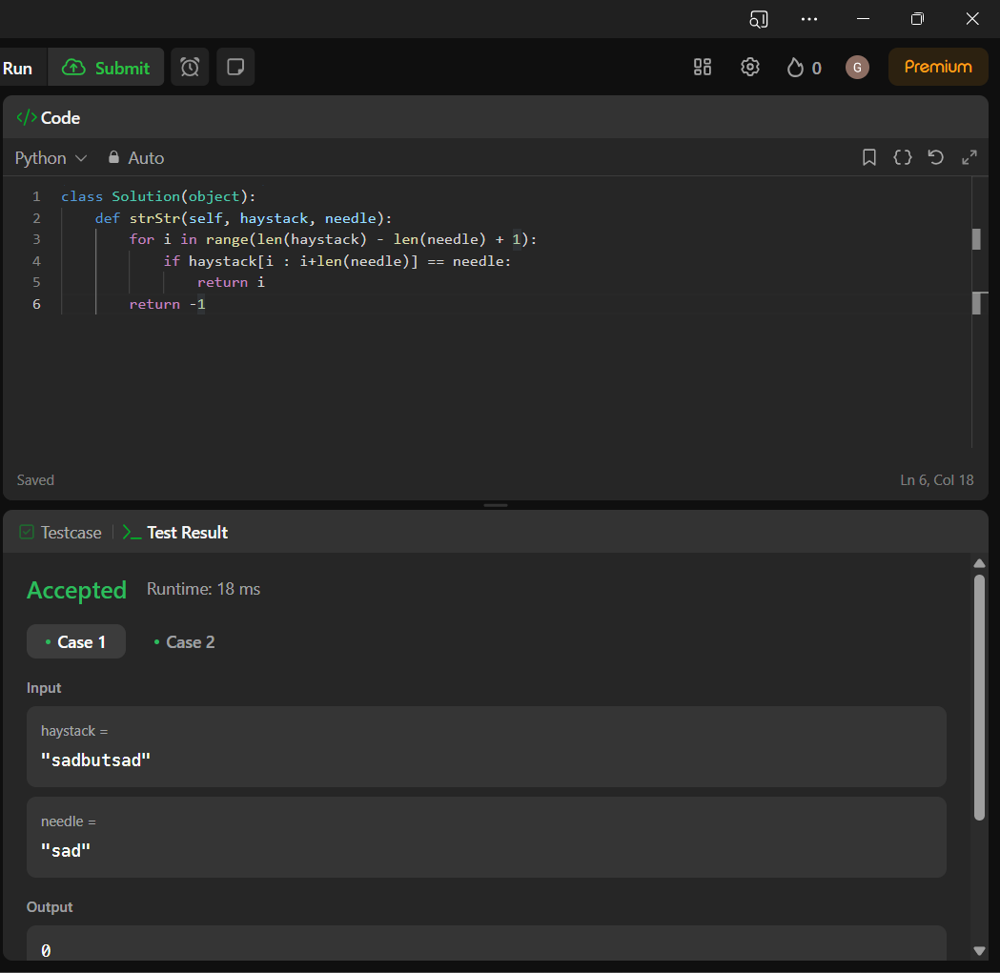 Run Submit 0 G Premium
</> Code
Python Auto
1 class Solution(object):
2     def strStr(self, haystack, needle):
3         for i in range(len(haystack) - len(needle) + 1):
4             if haystack[i : i+len(needle)] == needle:
5                 return i
6         return -1
Saved Ln 6, Col 18
Testcase >_ Test Result
Accepted Runtime: 18 ms
Case 1 Case 2
Input
haystack =
"sadbutsad"
needle =
"sad"
Output
0